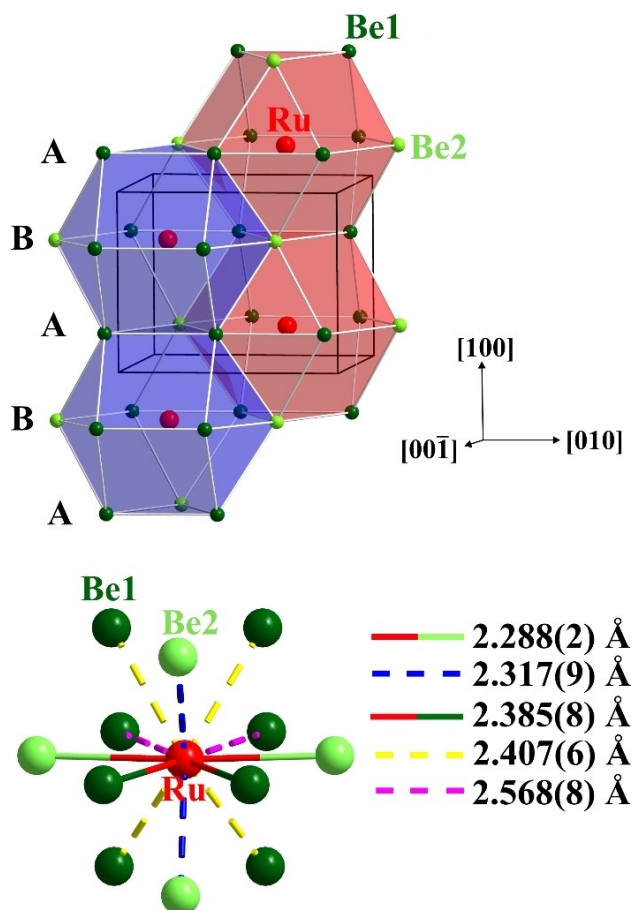 Be1
Ru
A
Be2
B
A
[100]
B
[001̄]
[010]
A
Be1
Be2
2.288(2) Å
2.317(9) Å
2.385(8) Å
2.407(6) Å
Ru
2.568(8) Å